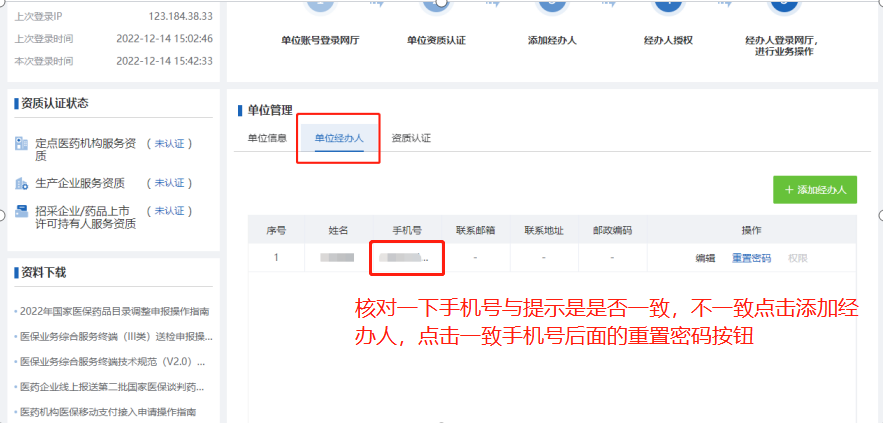 上次登录IP 123.184.38.33
上次登录时间 2022-12-14 15:02:46
本次登录时间 2022-12-14 15:42:33
单位账号登录网厅
单位资质认证
添加经办人
经办人授权
经办人登录网厅，
进行业务操作
资质认证状态
定点医药机构服务资 （ 未认证 ）
质
生产企业服务资质 （ 未认证 ）
招采企业/药品上市 （ 未认证 ）
许可持有人服务资质
资料下载
2022年国家医保药品目录调整申报操作指南
医保业务综合服务终端（III类）送检申报操...
医保业务综合服务终端技术规范（V2.0）...
医药企业线上报送第二批国家医保谈判药...
医药机构医保移动支付接入申请操作指南
单位管理
单位信息 单位经办人 资质认证
＋ 添加经办人
序号 姓名 手机号 联系邮箱 联系地址 邮政编码 操作
1 ... - - - 编辑 重置密码 权限
核对一下手机号与提示是是否一致，不一致点击添加经
办人，点击一致手机号后面的重置密码按钮